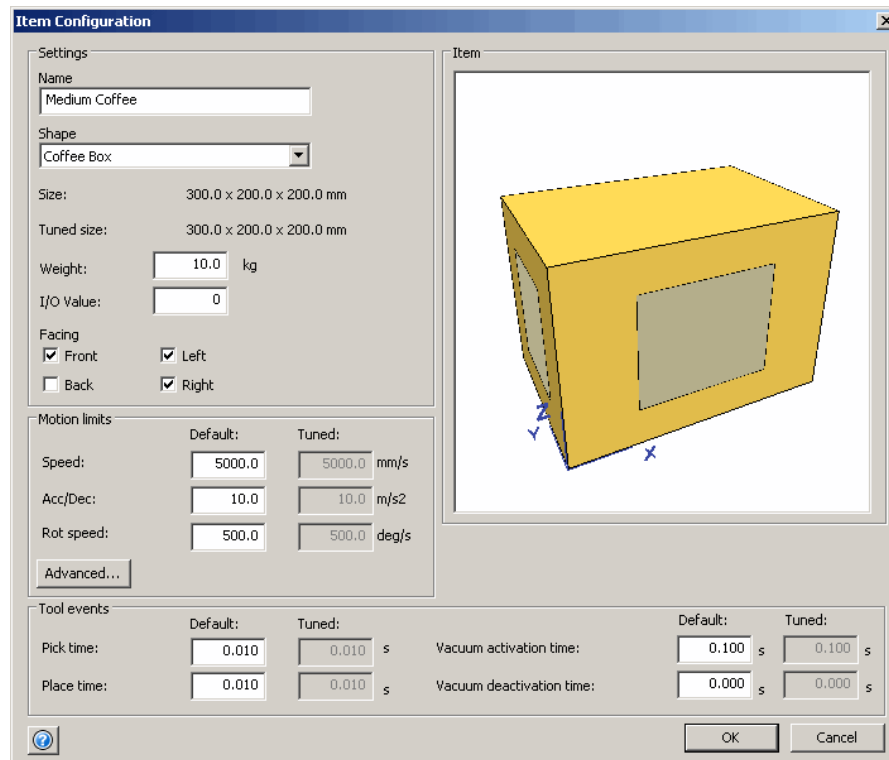 Item Configuration
Settings
Name
Medium Coffee
Shape
Coffee Box
Size: 300.0 x 200.0 x 200.0 mm
Tuned size: 300.0 x 200.0 x 200.0 mm
Weight: 10.0 kg
I/O Value: 0
Facing
Front Left
Back Right
Motion limits
Default: Tuned:
Speed: 5000.0 5000.0 mm/s
Acc/Dec: 10.0 10.0 m/s2
Rot speed: 500.0 500.0 deg/s
Advanced...
Item
Z
Y
X
Tool events
Default: Tuned: Default: Tuned:
Pick time: 0.010 0.010 s Vacuum activation time: 0.100 s 0.100 s
Place time: 0.010 0.010 s Vacuum deactivation time: 0.000 s 0.000 s
? OK Cancel